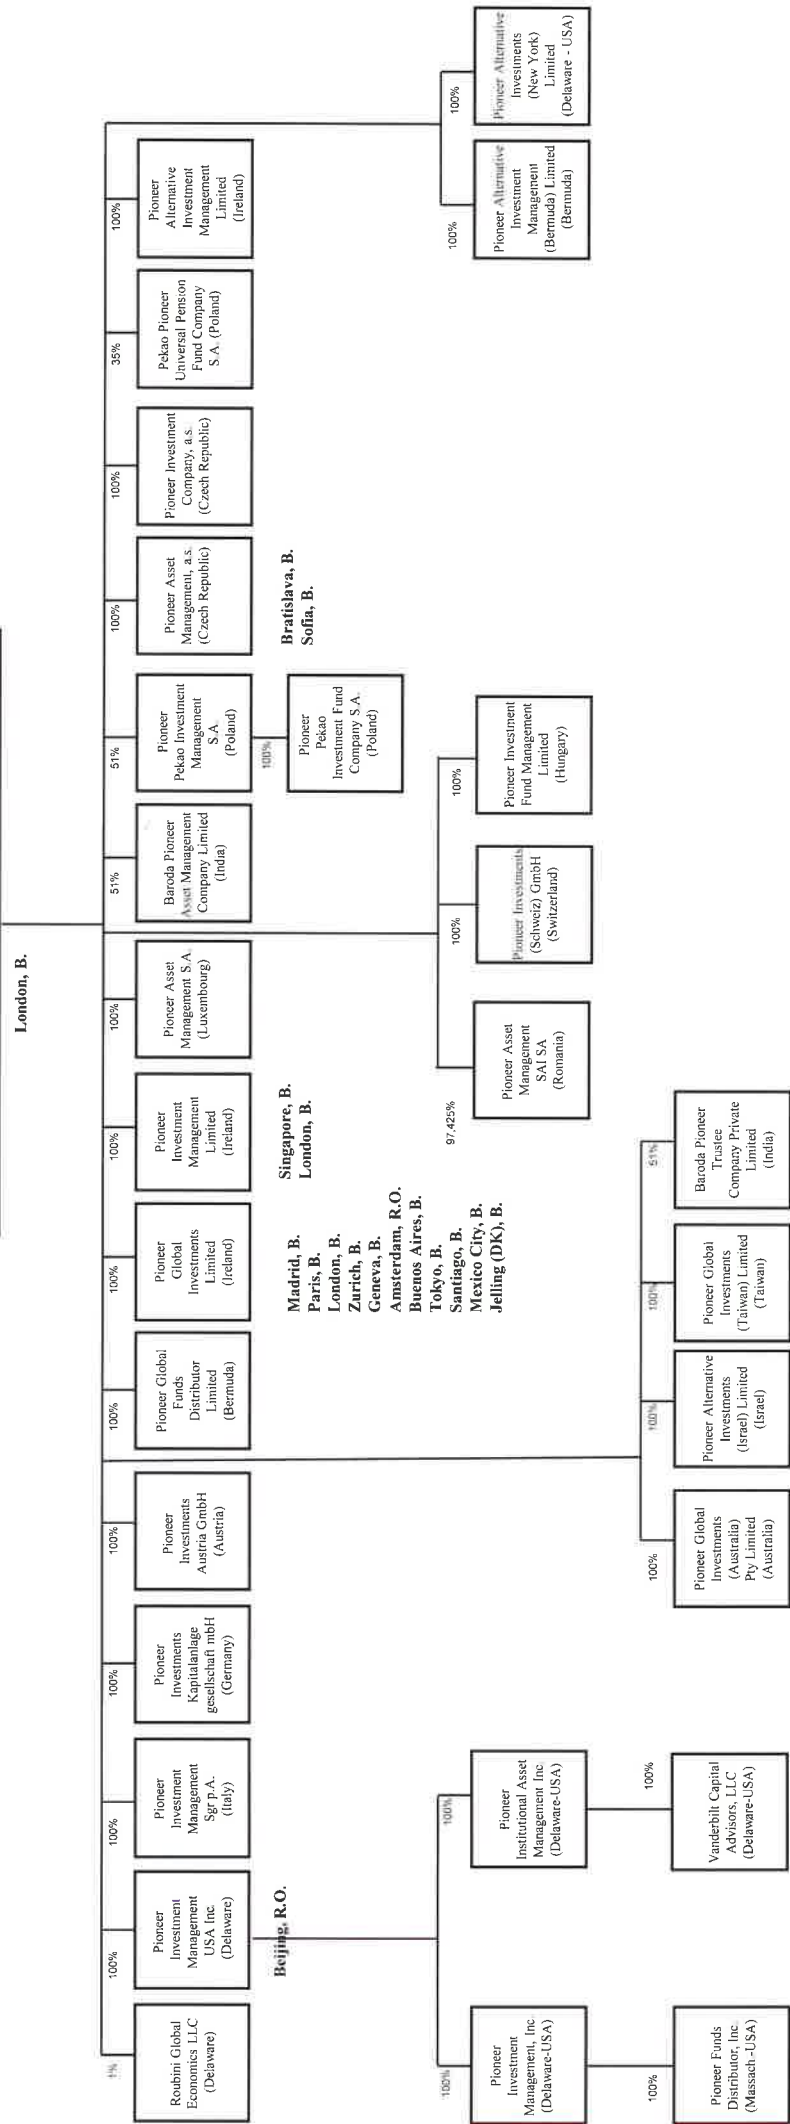 London, B.
1%
Roubini Global
Economics LLC
(Delaware)
100%
Pioneer
Investment
Management
USA Inc.
(Delaware)
100%
Pioneer
Investment
Management
Sgr p.A.
(Italy)
100%
Pioneer
Investments
Kapitalanlage
gesellschaft mbH
(Germany)
100%
Pioneer
Investments
Austria GmbH
(Austria)
100%
Pioneer Global
Funds
Distributor
Limited
(Bermuda)
100%
Pioneer
Global
Investments
Limited
(Ireland)
100%
Pioneer
Investment
Management
Limited
(Ireland)
100%
Pioneer Asset
Management S.A.
(Luxembourg)
51%
Baroda Pioneer
Asset Management
Company Limited
(India)
51%
Pioneer
Pekao Investment
Management
S.A.
(Poland)
100%
Pioneer Asset
Management, a.s.
(Czech Republic)
100%
Pioneer Investment
Company, a.s.
(Czech Republic)
35%
Pekao Pioneer
Universal Pension
Fund Company
S.A. (Poland)
100%
Pioneer
Alternative
Investment
Management
Limited
(Ireland)
Beijing, R.O.
Madrid, B.
Paris, B.
London, B.
Zurich, B.
Geneva, B.
Amsterdam, R.O.
Buenos Aires, B.
Tokyo, B.
Santiago, B.
Mexico City, B.
Jelling (DK), B.
Singapore, B.
London, B.
100%
Pioneer
Pekao
Investment Fund
Company S.A.
(Poland)
Bratislava, B.
Sofia, B.
100%
Pioneer
Investment
Management, Inc.
(Delaware-USA)
100%
Pioneer
Institutional Asset
Management Inc.
(Delaware-USA)
97,425%
Pioneer Asset
Management
SAI SA
(Romania)
100%
Pioneer Investments
(Schweiz) GmbH
(Switzerland)
100%
Pioneer Investment
Fund Management
Limited
(Hungary)
100%
Pioneer Alternative
Investment
Management
(Bermuda) Limited
(Bermuda)
100%
Pioneer Alternative
Investments
(New York)
Limited
(Delaware - USA)
100%
Pioneer Funds
Distributor, Inc.
(Massach.-USA)
100%
Vanderbilt Capital
Advisors, LLC
(Delaware-USA)
100%
Pioneer Global
Investments
(Australia)
Pty Limited
(Australia)
100%
Pioneer Alternative
Investments
(Israel) Limited
(Israel)
100%
Pioneer Global
Investments
(Taiwan) Limited
(Taiwan)
51%
Baroda Pioneer
Trustee
Company Private
Limited
(India)